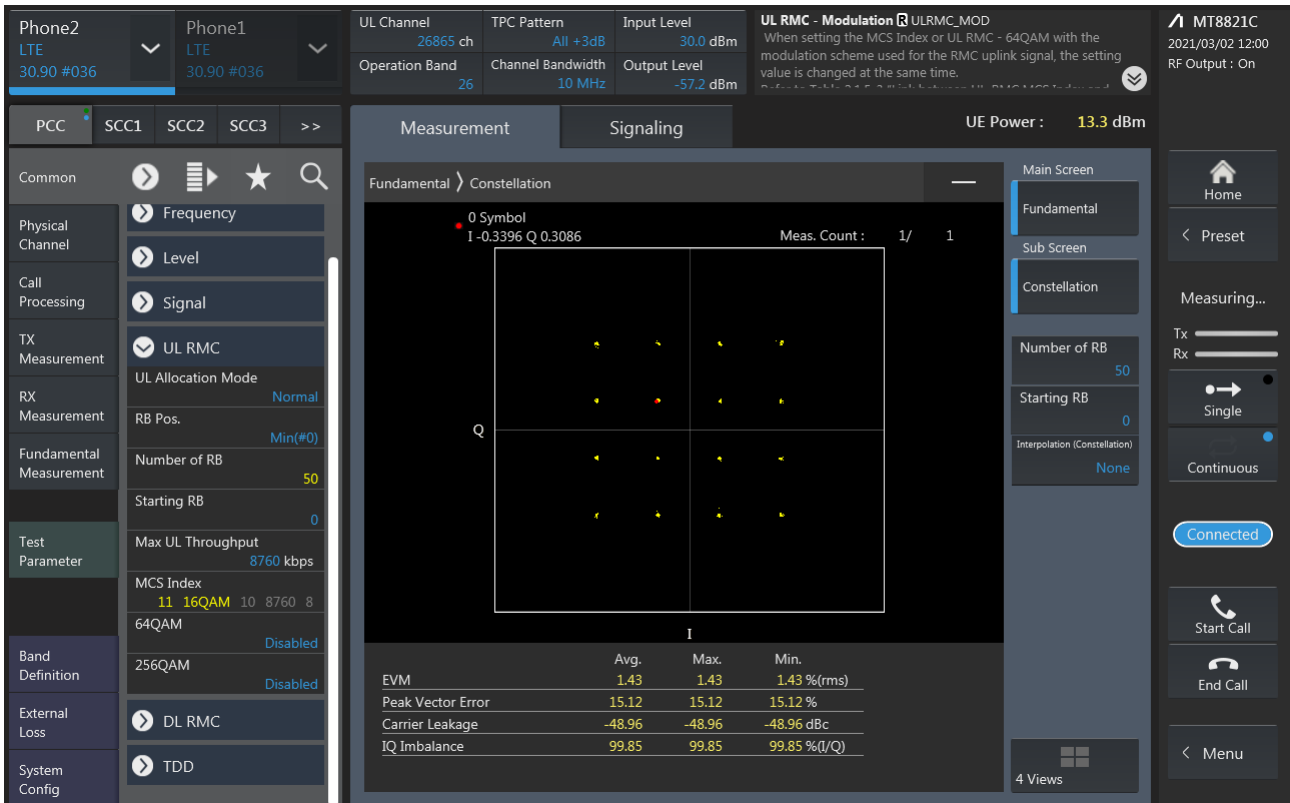 Phone2
LTE
30.90 #036
Phone1
LTE
30.90 #036
UL Channel
26865 ch
TPC Pattern
All +3dB
Input Level
30.0 dBm
Operation Band
26
Channel Bandwidth
10 MHz
Output Level
-57.2 dBm
UL RMC - Modulation R ULRMC_MOD
When setting the MCS Index or UL RMC - 64QAM with the
modulation scheme used for the RMC uplink signal, the setting
value is changed at the same time.
MT8821C
2021/03/02 12:00
RF Output : On
PCC SCC1 SCC2 SCC3 >>
Measurement
Signaling
UE Power : 13.3 dBm
Common
Physical
Channel
Call
Processing
TX
Measurement
RX
Measurement
Fundamental
Measurement
Test
Parameter
Band
Definition
External
Loss
System
Config
Frequency
Level
Signal
UL RMC
UL Allocation Mode
Normal
RB Pos.
Min(#0)
Number of RB
50
Starting RB
0
Max UL Throughput
8760 kbps
MCS Index
11 16QAM 10 8760 8
64QAM
Disabled
256QAM
Disabled
DL RMC
TDD
Fundamental 〉 Constellation
0 Symbol
I -0.3396 Q 0.3086
Meas. Count : 1/ 1
Q
I
Avg. Max. Min.
EVM 1.43 1.43 1.43 %(rms)
Peak Vector Error 15.12 15.12 15.12 %
Carrier Leakage -48.96 -48.96 -48.96 dBc
IQ Imbalance 99.85 99.85 99.85 %(I/Q)
Main Screen
Fundamental
Sub Screen
Constellation
Number of RB
50
Starting RB
0
Interpolation (Constellation)
None
4 Views
Home
< Preset
Measuring...
Tx
Rx
Single
Continuous
Connected
Start Call
End Call
< Menu